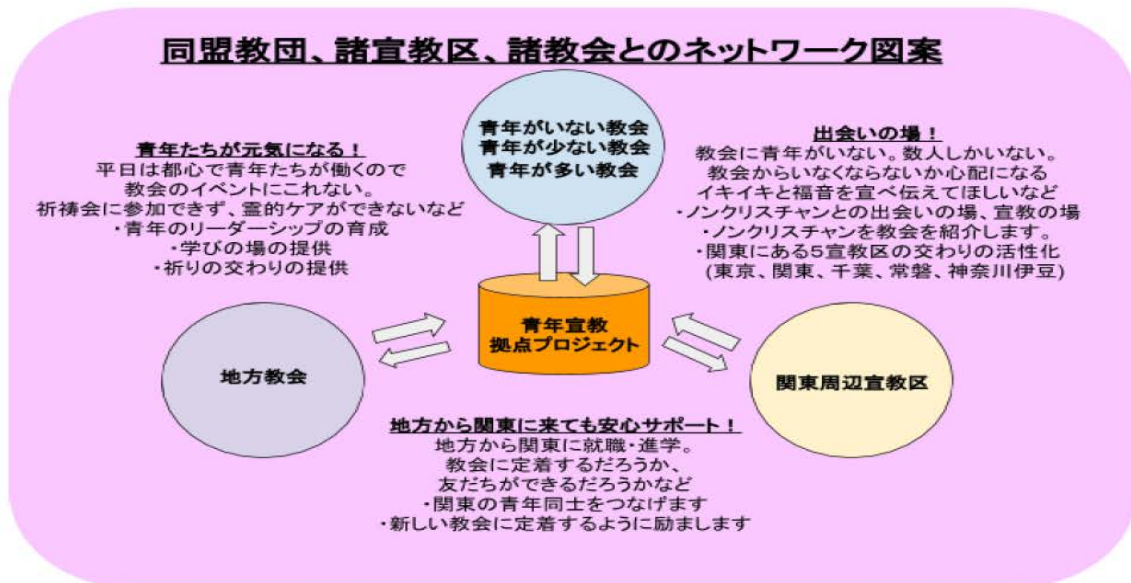 同盟教団、諸宣教区、諸教会とのネットワーク図案
青年がいない教会
青年が少ない教会
青年が多い教会
青年たちが元気になる！
平日は都心で青年たちが働くので
教会のイベントにこれない。
祈祷会に参加できず、霊的ケアができないなど
・青年のリーダーシップの育成
・学びの場の提供
・祈りの交わりの提供
出会いの場！
教会に青年がいない。数人しかいない。
教会からいなくならないか心配になる
イキイキと福音を宣べ伝えてほしいなど
・ノンクリスチャンとの出会いの場、宣教の場
・ノンクリスチャンを教会を紹介します。
・関東にある５宣教区の交わりの活性化
(東京、関東、千葉、常磐、神奈川伊豆)
青年宣教
拠点プロジェクト
地方教会
関東周辺宣教区
地方から関東に来ても安心サポート！
地方から関東に就職・進学。
教会に定着するだろうか、
友だちができるだろうかなど
・関東の青年同士をつなげます
・新しい教会に定着するように励まします